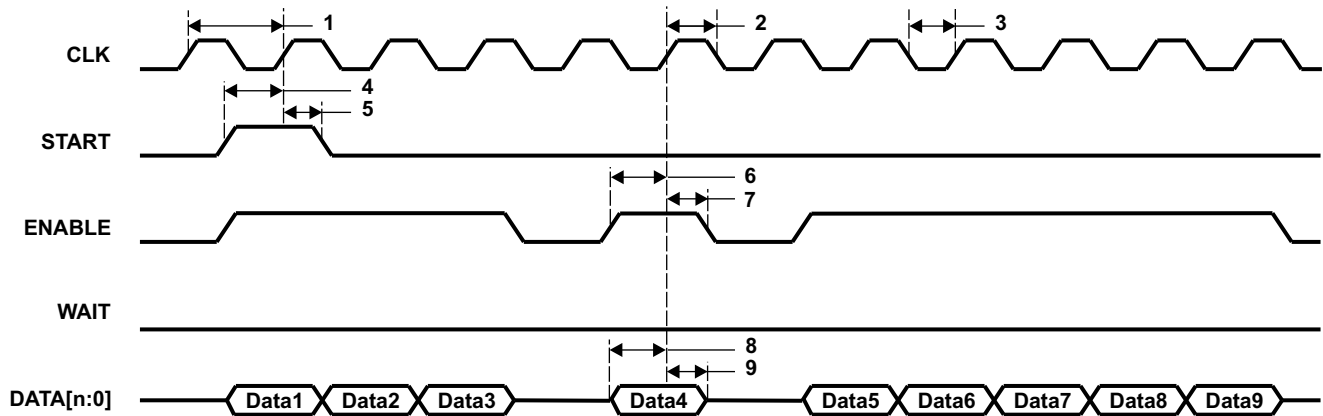 1 2 3
CLK
4
5
START
6
7
ENABLE
WAIT
8
9
DATA[n:0] Data1 Data2 Data3 Data4 Data5 Data6 Data7 Data8 Data9